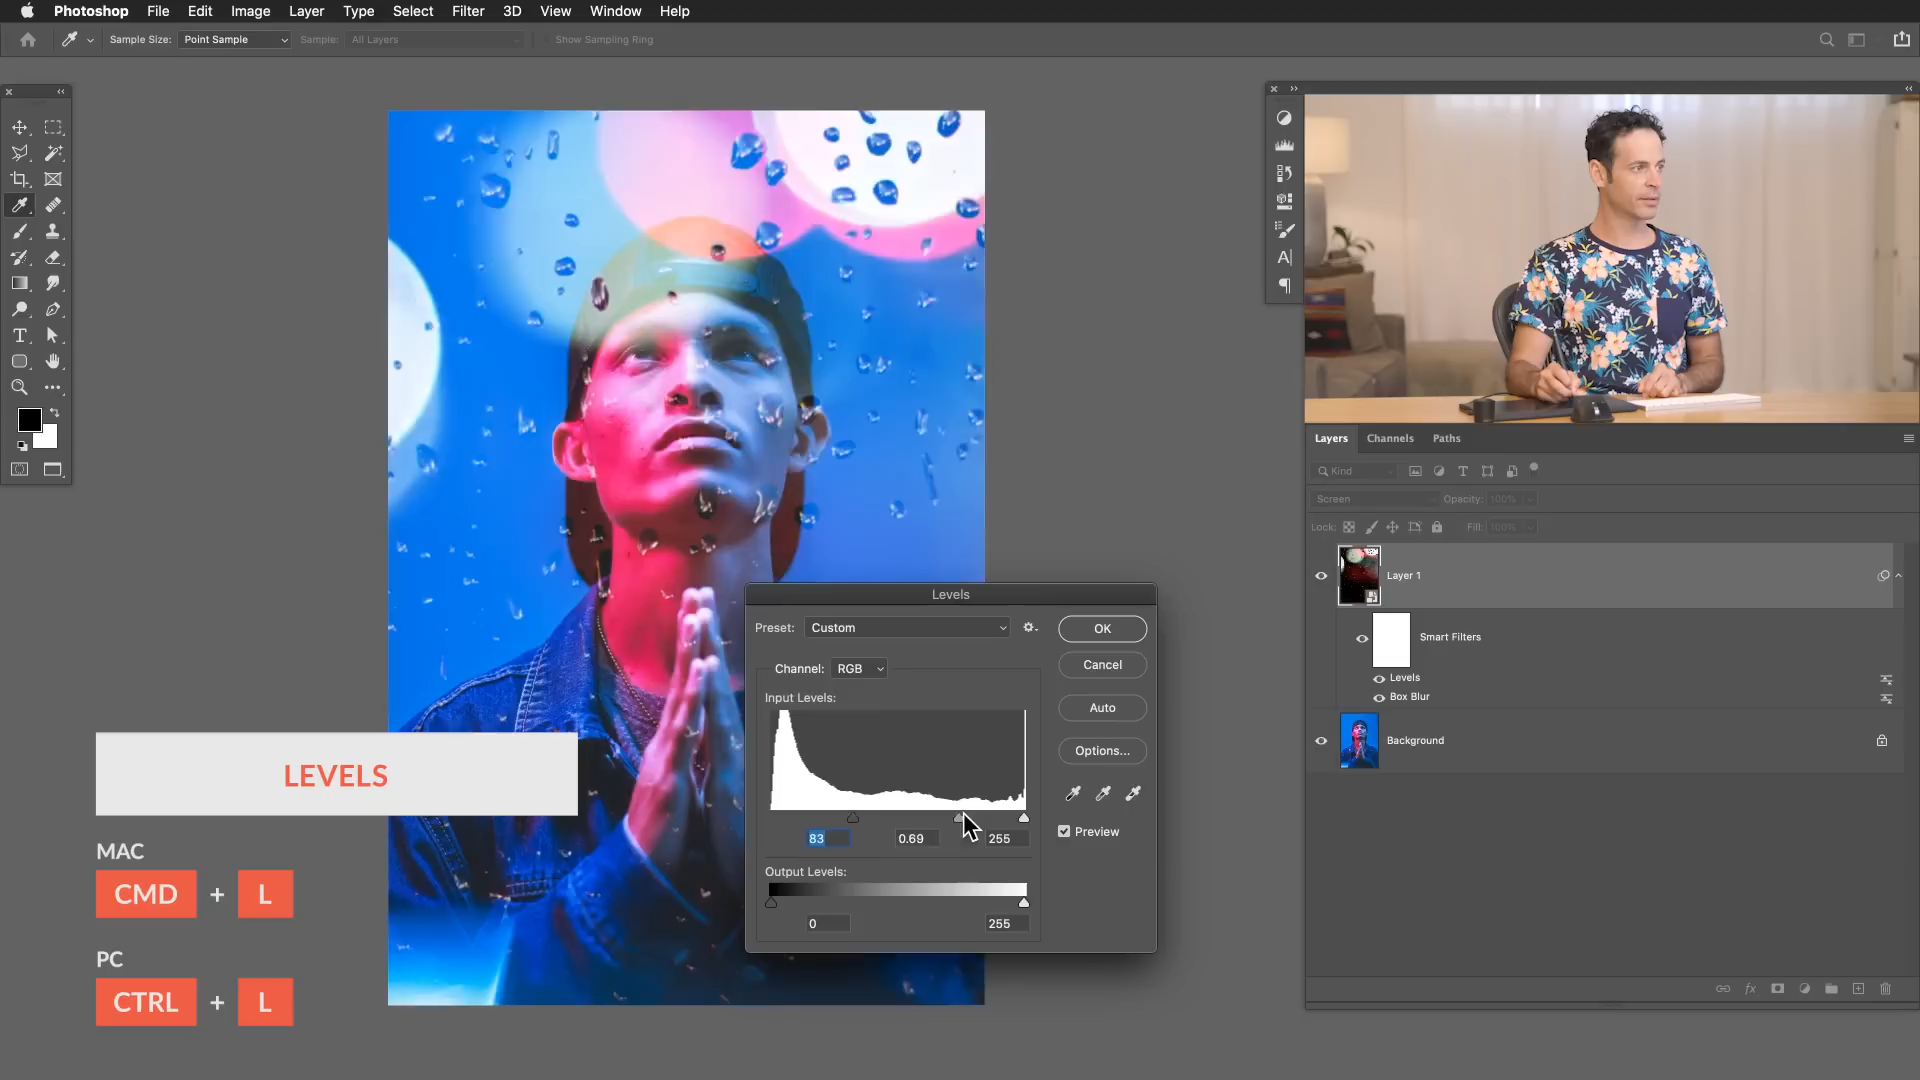 Photoshop File Edit Image Layer Type Select Filter 3D View Window Help
Sample Size: Point Sample Sample: All Layers Show Sampling Ring
Layers Channels Paths
Kind
Screen Opacity: 100%
Lock: Fill: 100%
Layer 1
Smart Filters
Levels
Box Blur
Background
Levels
Preset: Custom
OK
Cancel
Channel: RGB
Input Levels:
Auto
Options...
83 0.69 255
Preview
Output Levels:
0 255
LEVELS
MAC
CMD + L
PC
CTRL + L